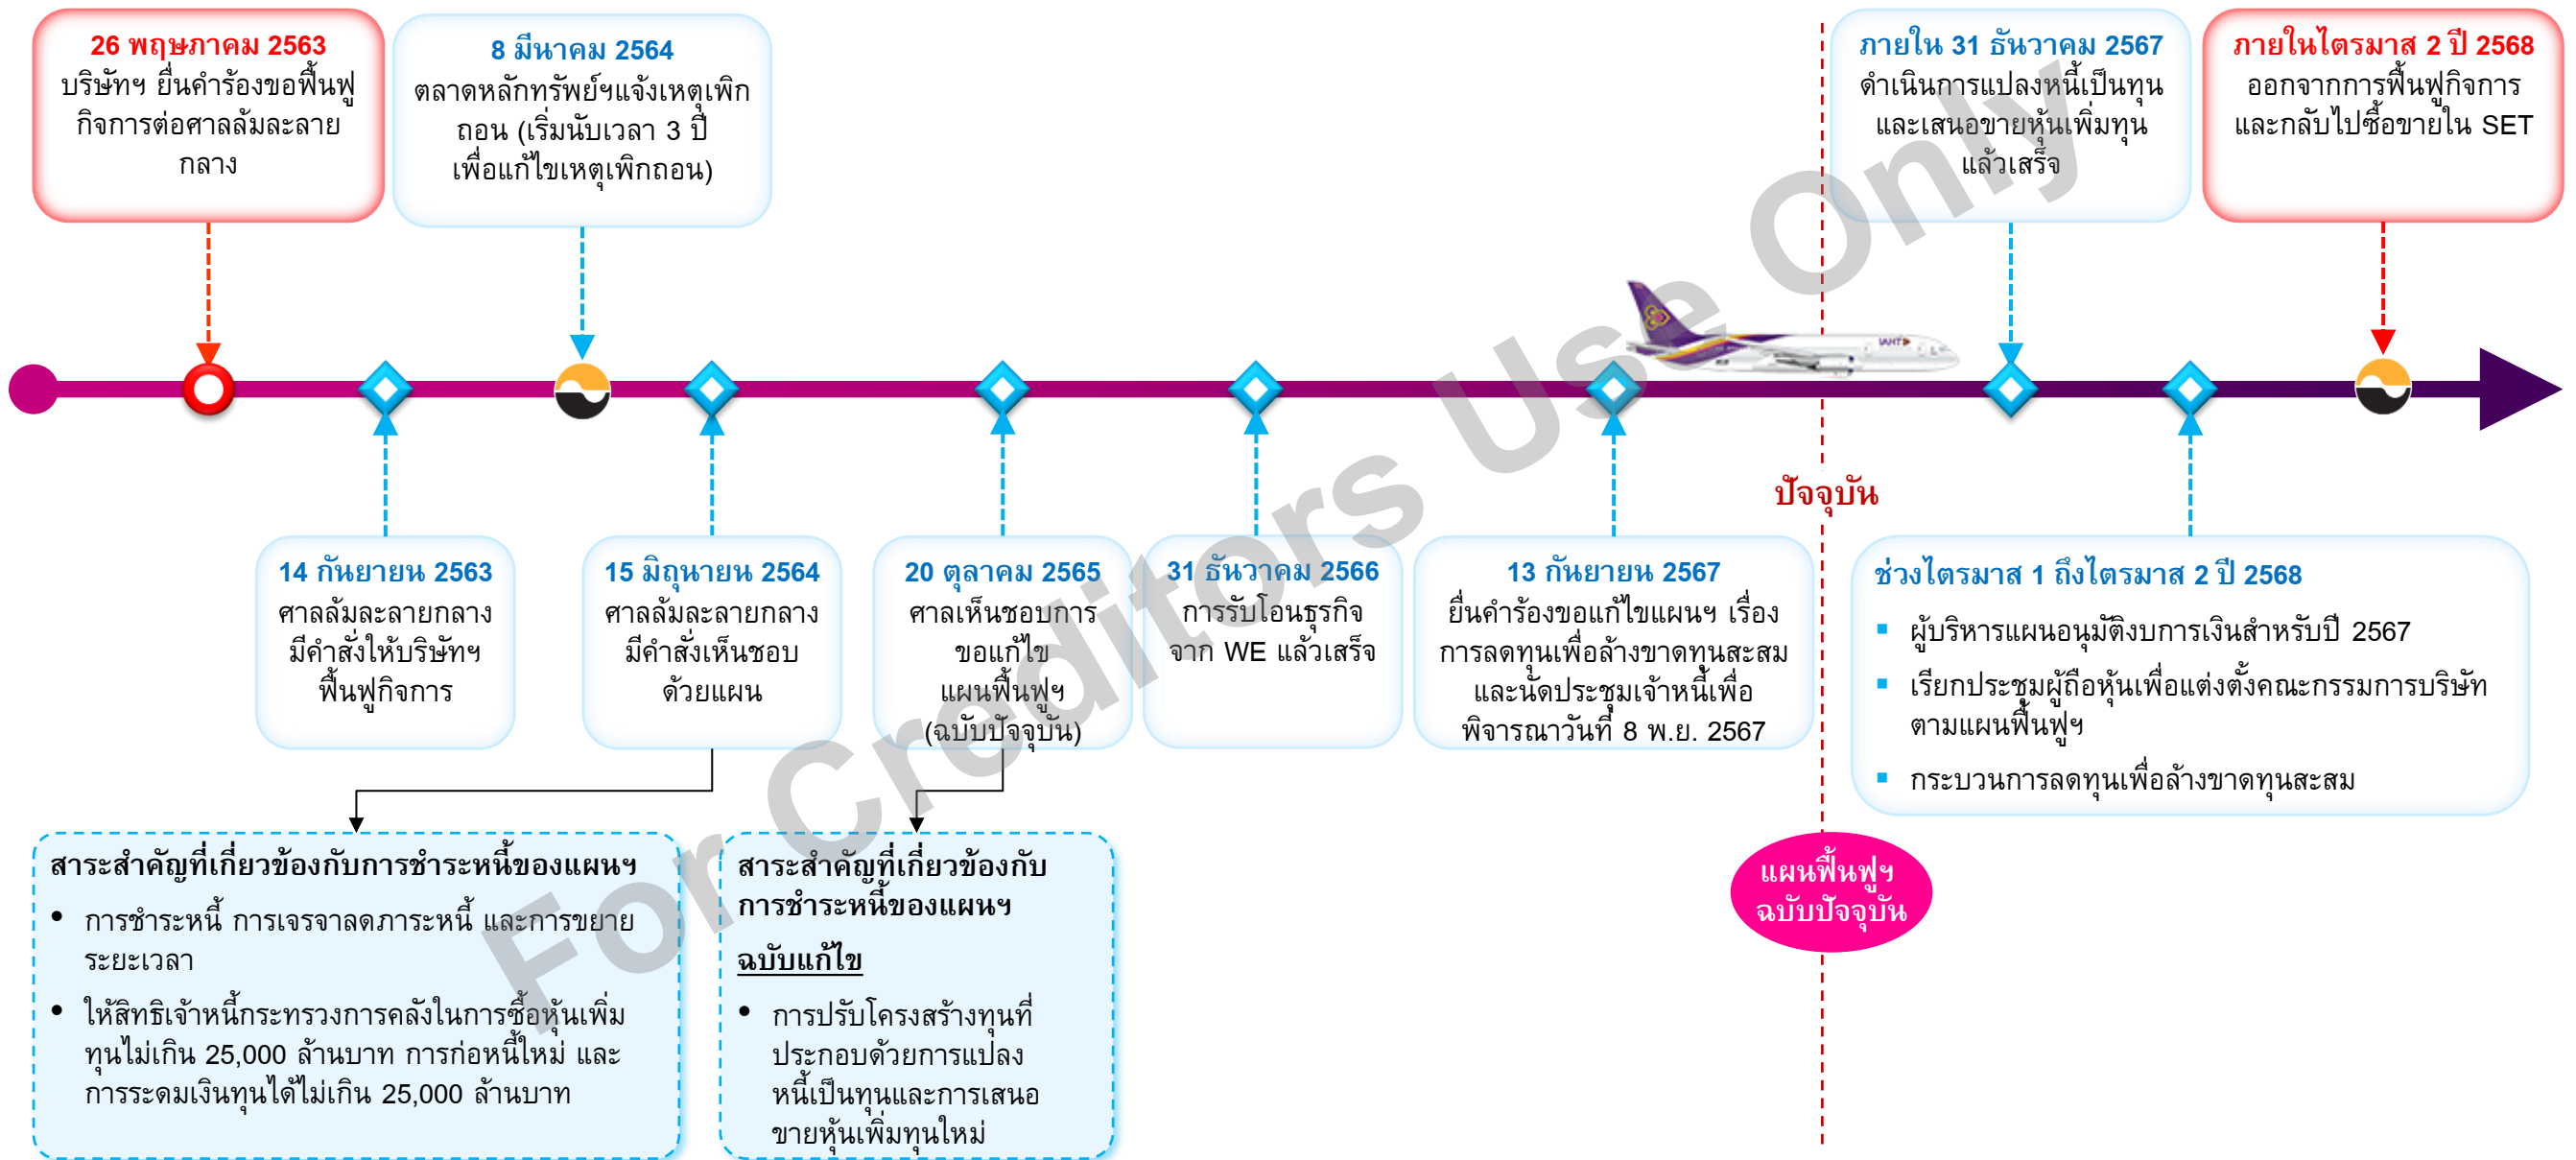 26 พฤษภาคม 2563
บริษัทฯ ยื่นคำร้องขอฟื้นฟู
กิจการต่อศาลล้มละลาย
กลาง
8 มีนาคม 2564
ตลาดหลักทรัพย์ฯแจ้งเหตุเพิก
ถอน (เริ่มนับเวลา 3 ปี
เพื่อแก้ไขเหตุเพิกถอน)
ภายใน 31 ธันวาคม 2567
ดำเนินการแปลงหนี้เป็นทุน
และเสนอขายหุ้นเพิ่มทุน
แล้วเสร็จ
ภายในไตรมาส 2 ปี 2568
ออกจากการฟื้นฟูกิจการ
และกลับไปซื้อขายใน SET
ปัจจุบัน
14 กันยายน 2563
ศาลล้มละลายกลาง
มีคำสั่งให้บริษัทฯ
ฟื้นฟูกิจการ
15 มิถุนายน 2564
ศาลล้มละลายกลาง
มีคำสั่งเห็นชอบ
ด้วยแผน
20 ตุลาคม 2565
ศาลเห็นชอบการ
ขอแก้ไข
แผนฟื้นฟูฯ
(ฉบับปัจจุบัน)
31 ธันวาคม 2566
การรับโอนธุรกิจ
จาก WE แล้วเสร็จ
13 กันยายน 2567
ยื่นคำร้องขอแก้ไขแผนฯ เรื่อง
การลดทุนเพื่อล้างขาดทุนสะสม
และนัดประชุมเจ้าหนี้เพื่อ
พิจารณาวันที่ 8 พ.ย. 2567
ช่วงไตรมาส 1 ถึงไตรมาส 2 ปี 2568
▪ ผู้บริหารแผนอนุมัติงบการเงินสำหรับปี 2567
▪ เรียกประชุมผู้ถือหุ้นเพื่อแต่งตั้งคณะกรรมการบริษัท
ตามแผนฟื้นฟูฯ
▪ กระบวนการลดทุนเพื่อล้างขาดทุนสะสม
สาระสำคัญที่เกี่ยวข้องกับการชำระหนี้ของแผนฯ
• การชำระหนี้ การเจรจาลดภาระหนี้ และการขยาย
ระยะเวลา
• ให้สิทธิเจ้าหนี้กระทรวงการคลังในการซื้อหุ้นเพิ่ม
ทุนไม่เกิน 25,000 ล้านบาท การก่อหนี้ใหม่ และ
การระดมเงินทุนได้ไม่เกิน 25,000 ล้านบาท
สาระสำคัญที่เกี่ยวข้องกับ
การชำระหนี้ของแผนฯ
ฉบับแก้ไข
• การปรับโครงสร้างทุนที่
ประกอบด้วยการแปลง
หนี้เป็นทุนและการเสนอ
ขายหุ้นเพิ่มทุนใหม่
แผนฟื้นฟูฯ
ฉบับปัจจุบัน
For Creditors Use Only